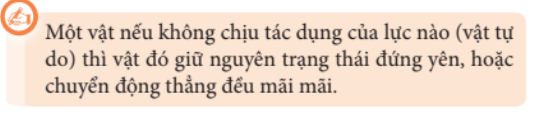 Một vật nếu không chịu tác dụng của lực nào (vật tự
do) thì vật đó giữ nguyên trạng thái đứng yên, hoặc
chuyển động thẳng đều mãi mãi.